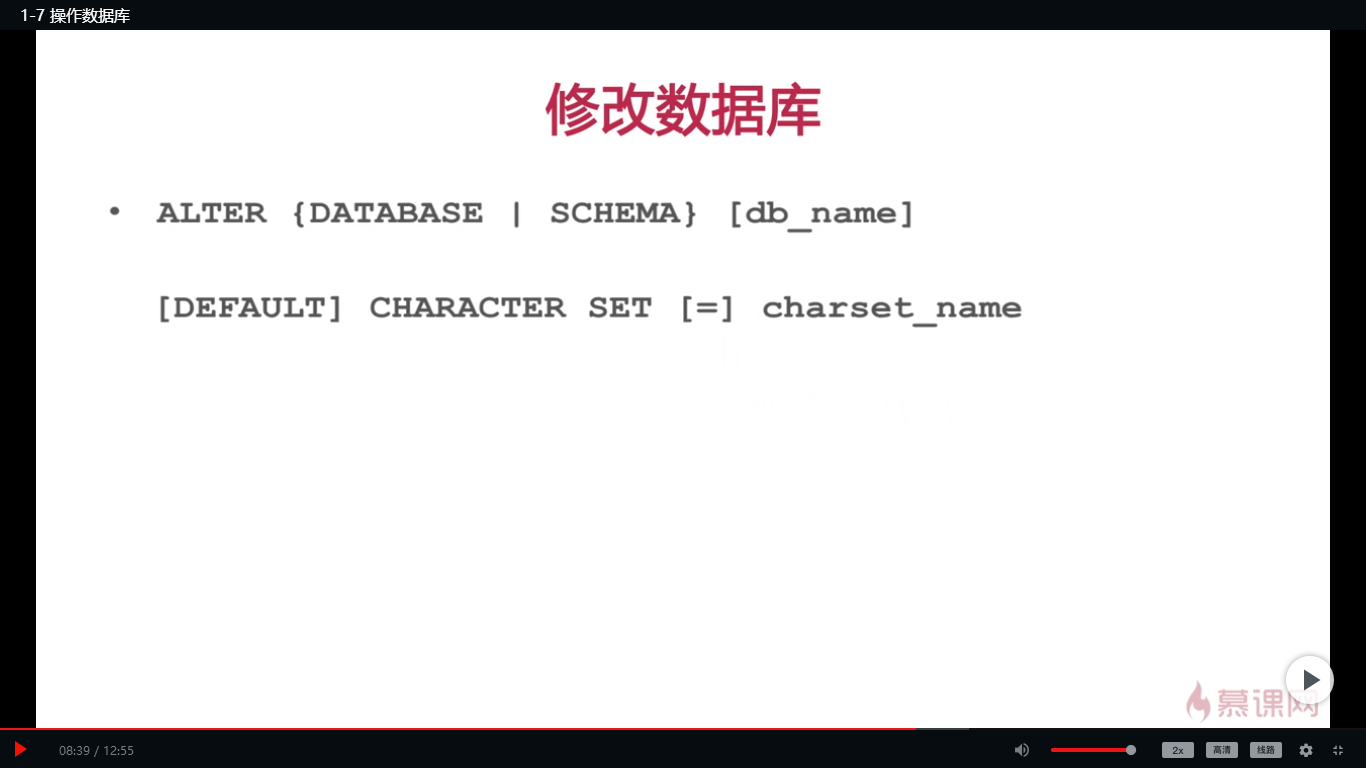 1-7 操作数据库
修改数据库
• ALTER {DATABASE | SCHEMA} [db_name]
[DEFAULT] CHARACTER SET [=] charset_name
慕课网
08:39 / 12:55
2x
高清
线路